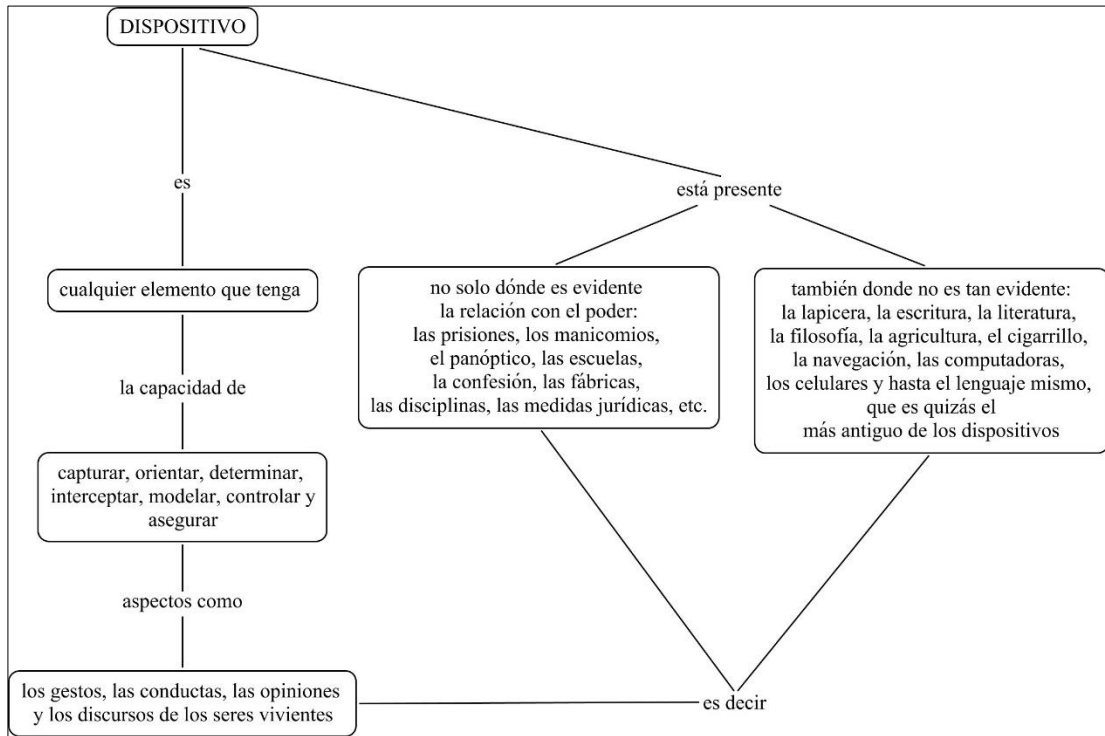 DISPOSITIVO
es
está presente
cualquier elemento que tenga
no solo dónde es evidente
la relación con el poder:
las prisiones, los manicomios,
el panóptico, las escuelas,
la confesión, las fábricas,
las disciplinas, las medidas jurídicas, etc.
también donde no es tan evidente:
la lapicera, la escritura, la literatura,
la filosofía, la agricultura, el cigarrillo,
la navegación, las computadoras,
los celulares y hasta el lenguaje mismo,
que es quizás el
más antiguo de los dispositivos
la capacidad de
capturar, orientar, determinar,
interceptar, modelar, controlar y
asegurar
aspectos como
los gestos, las conductas, las opiniones
y los discursos de los seres vivientes
es decir